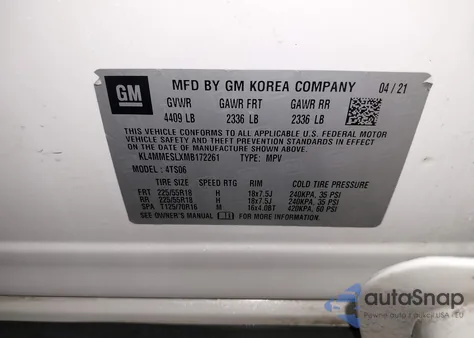 GM MFD BY GM KOREA COMPANY 04/21
GVWR GAWR FRT GAWR RR
4409 LB 2336 LB 2336 LB
THIS VEHICLE CONFORMS TO ALL APPLICABLE U.S. FEDERAL MOTOR
VEHICLE SAFETY, BUMPER, AND THEFT PREVENTION STANDARDS IN
EFFECT ON THE DATE OF MANUFACTURE SHOWN ABOVE.
KL4MMESLXMB172261 TYPE: MPV
MODEL: 4TS06
TIRE SIZE SPEED RTG RIM COLD TIRE PRESSURE
FRT 225/55R18 H 18x7.5J 240KPA, 35 PSI
RR 225/55R18 H 18x7.5J 240KPA, 35 PSI
SPA T125/70R16 M 16x4.0BT 420KPA, 60 PSI
SEE OWNER'S MANUAL FOR MORE INFORMATION.
autoSnap